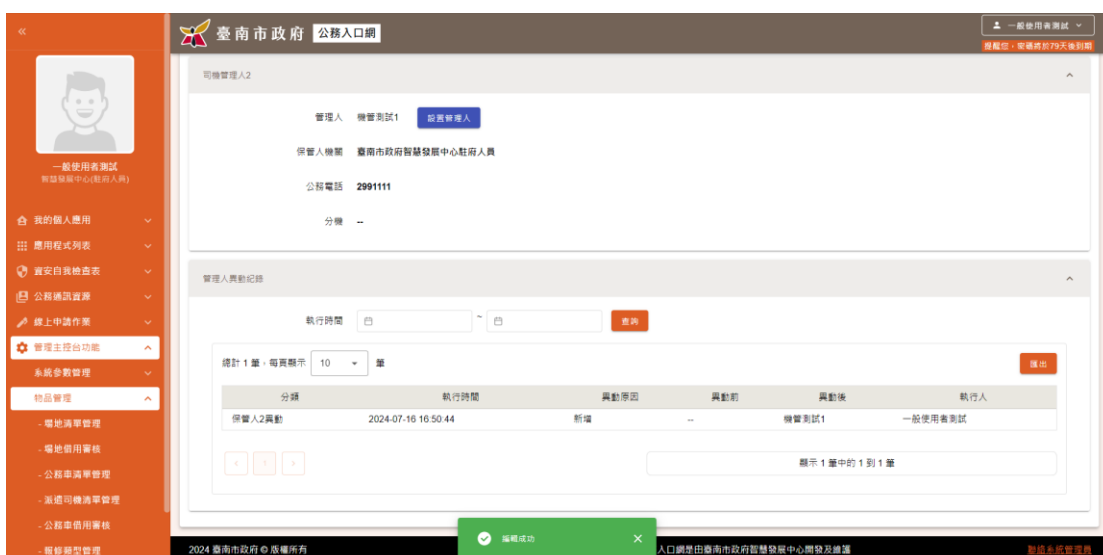 臺南市政府 公務入口網
一般使用者測試
提醒您，密碼將於79天後到期
一般使用者測試
智慧發展中心(駐府人員)
我的個人應用
應用程式列表
資安自我檢查表
公務通訊資源
線上申請作業
管理主控台功能
系統參數管理
物品管理
- 場地清單管理
- 場地借用審核
- 公務車清單管理
- 派遣司機清單管理
- 公務車借用審核
- 報修類型管理
司機管理人2
管理人 機管測試1 設置管理人
保管人機關 臺南市政府智慧發展中心駐府人員
公務電話 2991111
分機 --
管理人異動紀錄
執行時間 ~ 查詢
總計 1 筆，每頁顯示 10 筆
匯出
分類 執行時間 異動原因 異動前 異動後 執行人
保管人2異動 2024-07-16 16:50:44 新增 -- 機管測試1 一般使用者測試
< 1 >
顯示 1 筆中的 1 到 1 筆
編輯成功
2024 臺南市政府 © 版權所有
人口網是由臺南市政府智慧發展中心開發及維護
聯絡系統管理員